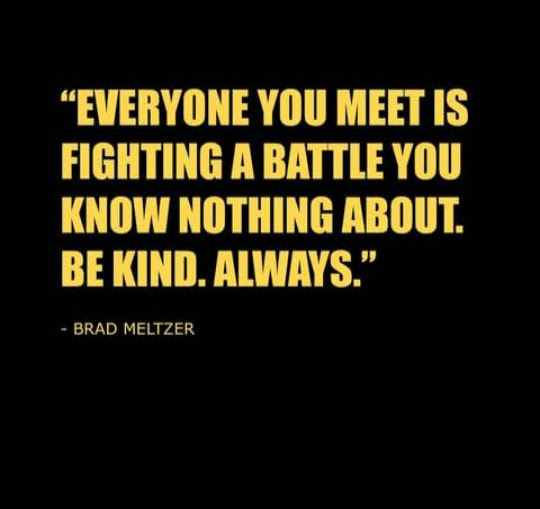 “EVERYONE YOU MEET IS
FIGHTING A BATTLE YOU
KNOW NOTHING ABOUT.
BE KIND. ALWAYS.”
- BRAD MELTZER